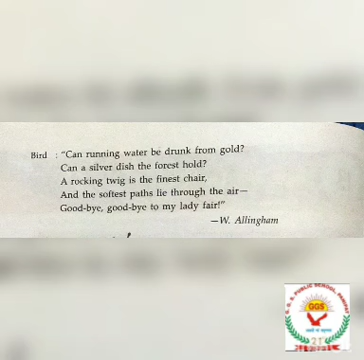 Bird : "Can running water be drunk from gold?
Can a silver dish the forest hold?
A rocking twig is the finest chair,
And the softest paths lie through the air—
Good-bye, good-bye to my lady fair!"
—W. Allingham
GGS